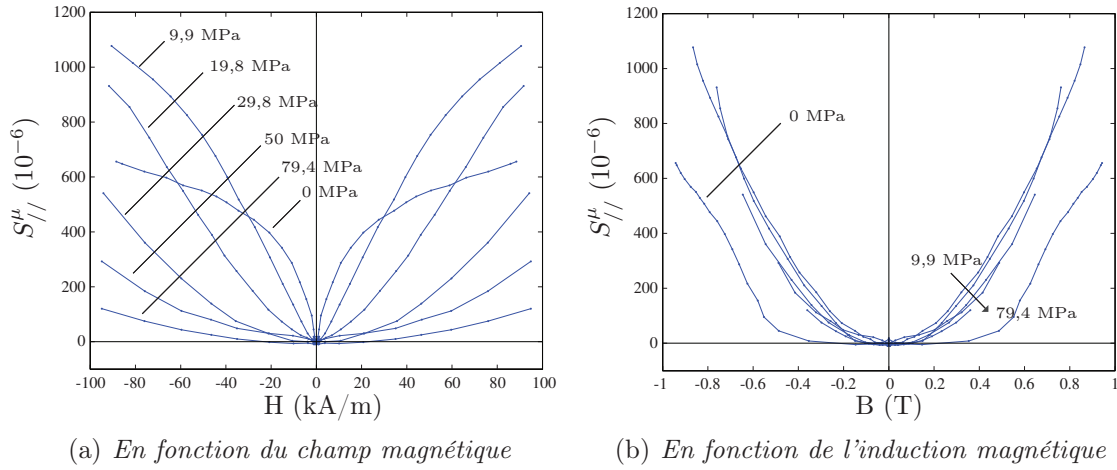 1200
1000
800
600
400
200
0
-100 -80 -60 -40 -20 0 20 40 60 80 100
S^μ_// (10^−6)
H (kA/m)
9,9 MPa
19,8 MPa
29,8 MPa
50 MPa
79,4 MPa
0 MPa
(a) En fonction du champ magnétique
1200
1000
800
600
400
200
0
-1 -0.8 -0.6 -0.4 -0.2 0 0.2 0.4 0.6 0.8 1
S^μ_// (10^−6)
B (T)
0 MPa
9,9 MPa
79,4 MPa
(b) En fonction de l'induction magnétique